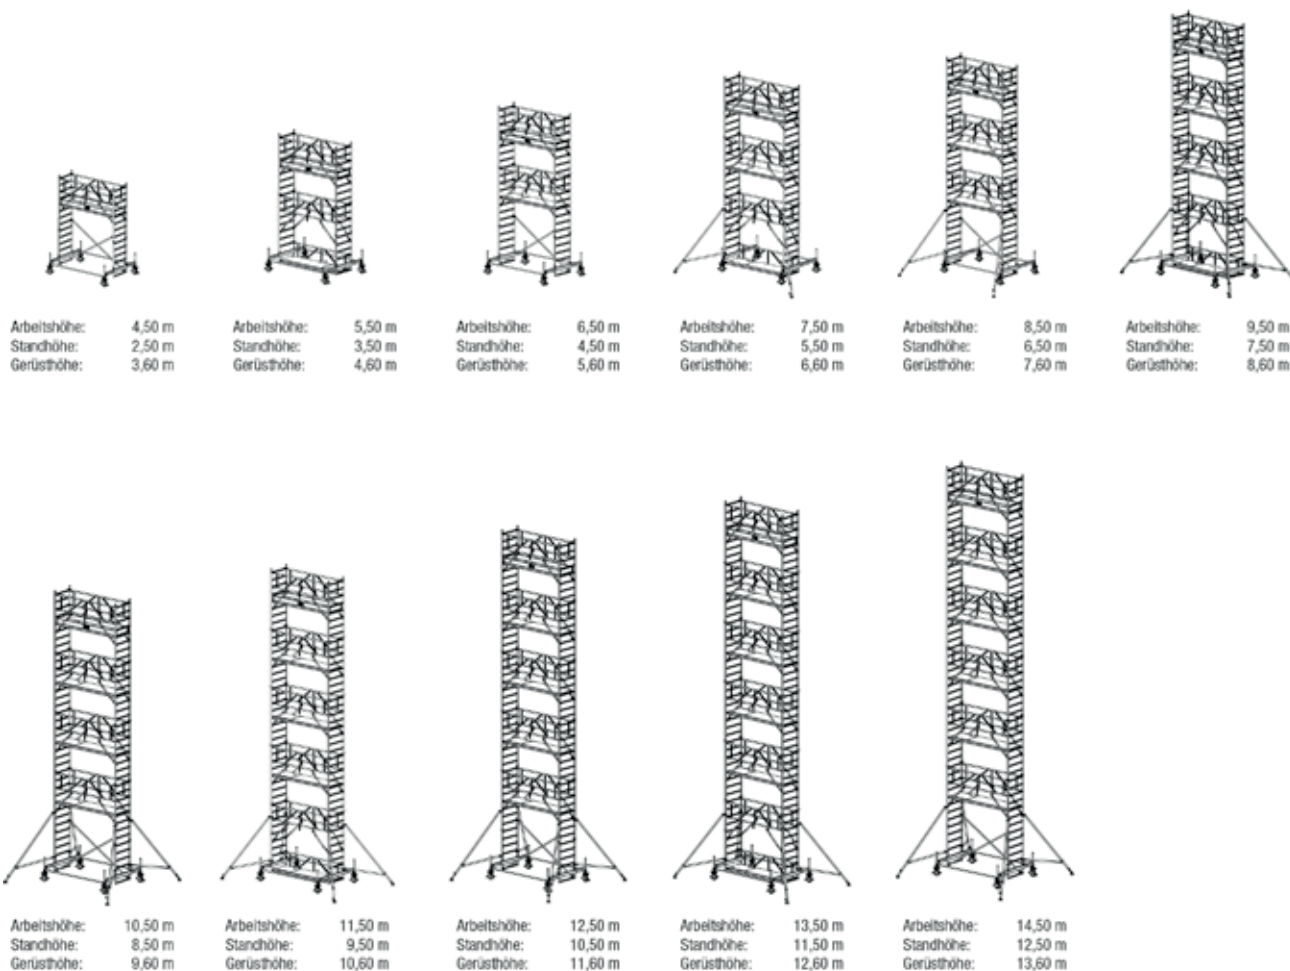 Arbeitshöhe: 4,50 m Arbeitshöhe: 5,50 m Arbeitshöhe: 6,50 m Arbeitshöhe: 7,50 m Arbeitshöhe: 8,50 m Arbeitshöhe: 9,50 m
Standhöhe: 2,50 m Standhöhe: 3,50 m Standhöhe: 4,50 m Standhöhe: 5,50 m Standhöhe: 6,50 m Standhöhe: 7,50 m
Gerüsthöhe: 3,60 m Gerüsthöhe: 4,60 m Gerüsthöhe: 5,60 m Gerüsthöhe: 6,60 m Gerüsthöhe: 7,60 m Gerüsthöhe: 8,60 m
Arbeitshöhe: 10,50 m Arbeitshöhe: 11,50 m Arbeitshöhe: 12,50 m Arbeitshöhe: 13,50 m Arbeitshöhe: 14,50 m
Standhöhe: 8,50 m Standhöhe: 9,50 m Standhöhe: 10,50 m Standhöhe: 11,50 m Standhöhe: 12,50 m
Gerüsthöhe: 9,60 m Gerüsthöhe: 10,60 m Gerüsthöhe: 11,60 m Gerüsthöhe: 12,60 m Gerüsthöhe: 13,60 m